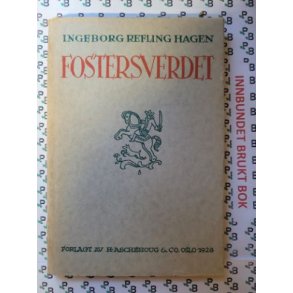 INGEBORG REFLING HAGEN
FOSTERSVERDET
FORLAGT AV H. ASCHEHOUG & CO. OSLO 1928
INNBUNDET BRUKT BOK